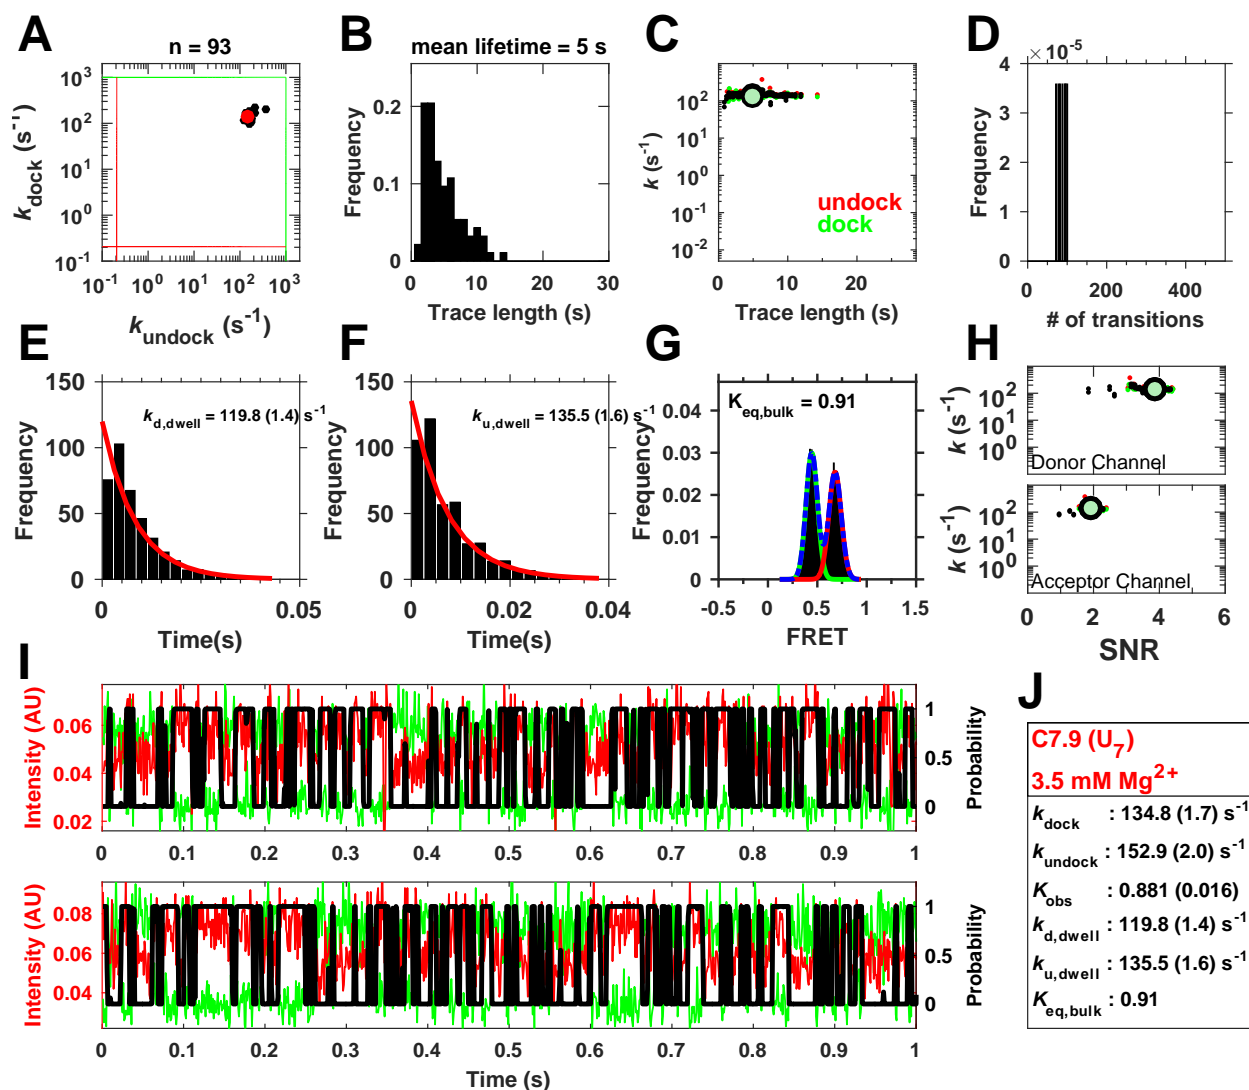 A
n = 93
k_dock (s⁻¹)
10³
10²
10¹
10⁰
10⁻¹
10⁻¹ 10⁰ 10¹ 10² 10³
k_undock (s⁻¹)
B
mean lifetime = 5 s
Frequency
0.2
0.1
0
0 10 20 30
Trace length (s)
C
k (s⁻¹)
10²
10⁰
10⁻²
undock
dock
0 10 20
Trace length (s)
D
× 10⁻⁵
Frequency
4
3
2
1
0
0 200 400
# of transitions
E
Frequency
150
100
50
0
k_d,dwell = 119.8 (1.4) s⁻¹
0 0.05
Time(s)
F
Frequency
150
100
50
0
k_u,dwell = 135.5 (1.6) s⁻¹
0 0.02 0.04
Time(s)
G
Frequency
0.04
0.03
0.02
0.01
0
K_eq,bulk = 0.91
-0.5 0 0.5 1 1.5
FRET
H
k (s⁻¹)
10²
10¹
10⁰
Donor Channel
k (s⁻¹)
10²
10¹
10⁰
Acceptor Channel
0 2 4 6
SNR
I
Intensity (AU)
0.06
0.04
0.02
1
0.5
0
Probability
0 0.1 0.2 0.3 0.4 0.5 0.6 0.7 0.8 0.9 1
Intensity (AU)
0.08
0.06
0.04
1
0.5
0
Probability
0 0.1 0.2 0.3 0.4 0.5 0.6 0.7 0.8 0.9 1
Time (s)
J
C7.9 (U₇)
3.5 mM Mg²⁺
k_dock : 134.8 (1.7) s⁻¹
k_undock : 152.9 (2.0) s⁻¹
K_obs : 0.881 (0.016)
k_d,dwell : 119.8 (1.4) s⁻¹
k_u,dwell : 135.5 (1.6) s⁻¹
K_eq,bulk : 0.91